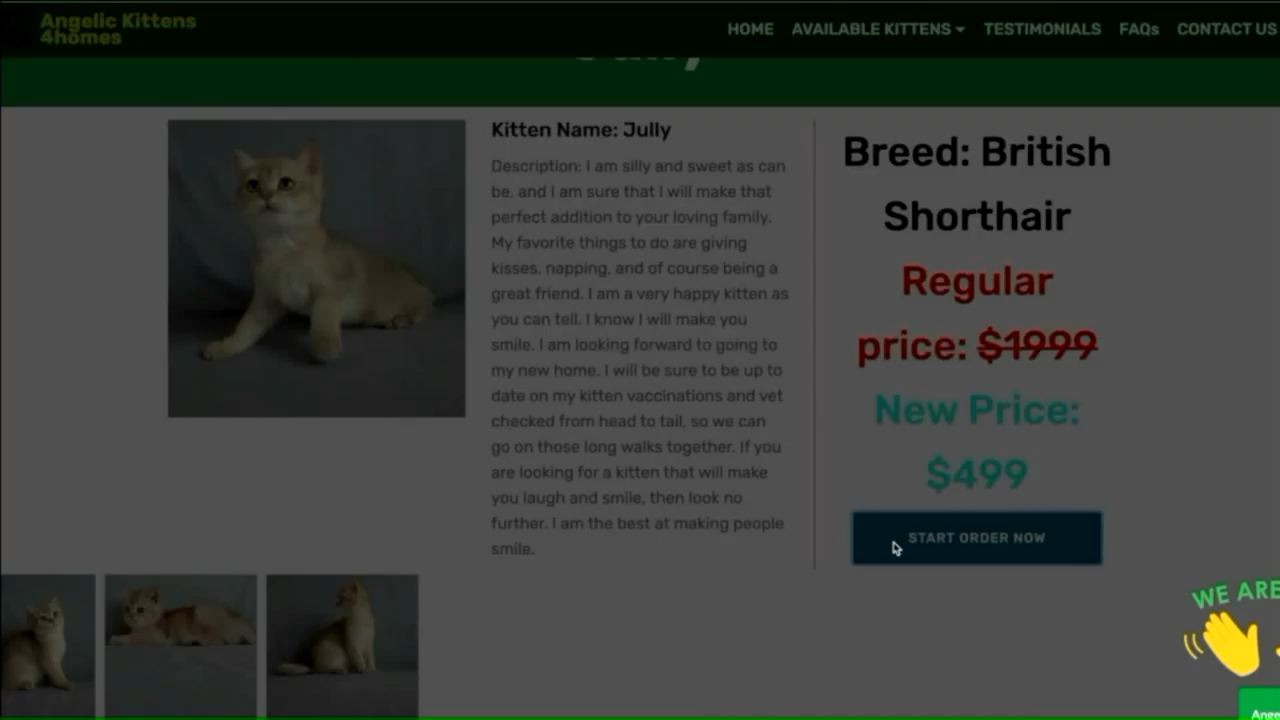 Angelic Kittens
4homes
HOME AVAILABLE KITTENS TESTIMONIALS FAQs CONTACT US
Kitten Name: Jully
Description: I am silly and sweet as can
be, and I am sure that I will make that
perfect addition to your loving family.
My favorite things to do are giving
kisses, napping, and of course being a
great friend. I am a very happy kitten as
you can tell. I know I will make you
smile. I am looking forward to going to
my new home. I will be sure to be up to
date on my kitten vaccinations and vet
checked from head to tail, so we can
go on those long walks together. If you
are looking for a kitten that will make
you laugh and smile, then look no
further. I am the best at making people
smile.
Breed: British
Shorthair
Regular
price: $1999
New Price:
$499
START ORDER NOW
WE ARE
Ange